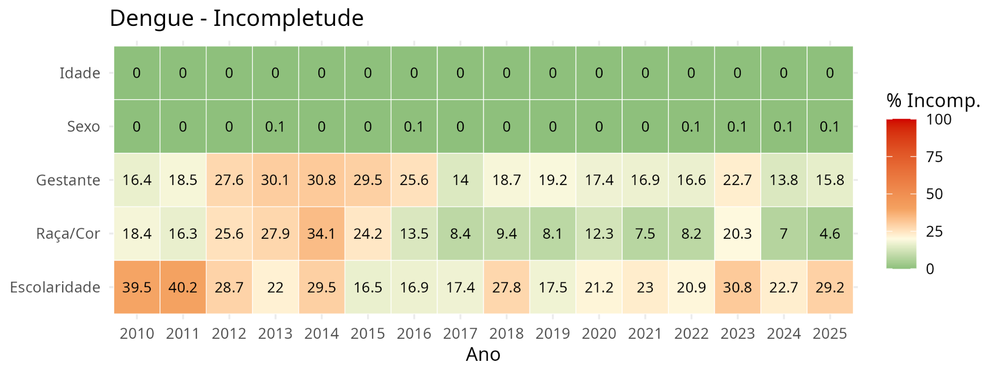 Dengue - Incompletude
Idade 0 0 0 0 0 0 0 0 0 0 0 0 0 0 0 0
Sexo 0 0 0 0.1 0 0 0.1 0 0 0 0 0 0.1 0.1 0.1 0.1
Gestante 16.4 18.5 27.6 30.1 30.8 29.5 25.6 14 18.7 19.2 17.4 16.9 16.6 22.7 13.8 15.8
Raça/Cor 18.4 16.3 25.6 27.9 34.1 24.2 13.5 8.4 9.4 8.1 12.3 7.5 8.2 20.3 7 4.6
Escolaridade 39.5 40.2 28.7 22 29.5 16.5 16.9 17.4 27.8 17.5 21.2 23 20.9 30.8 22.7 29.2
2010 2011 2012 2013 2014 2015 2016 2017 2018 2019 2020 2021 2022 2023 2024 2025
Ano
% Incomp.
100
75
50
25
0